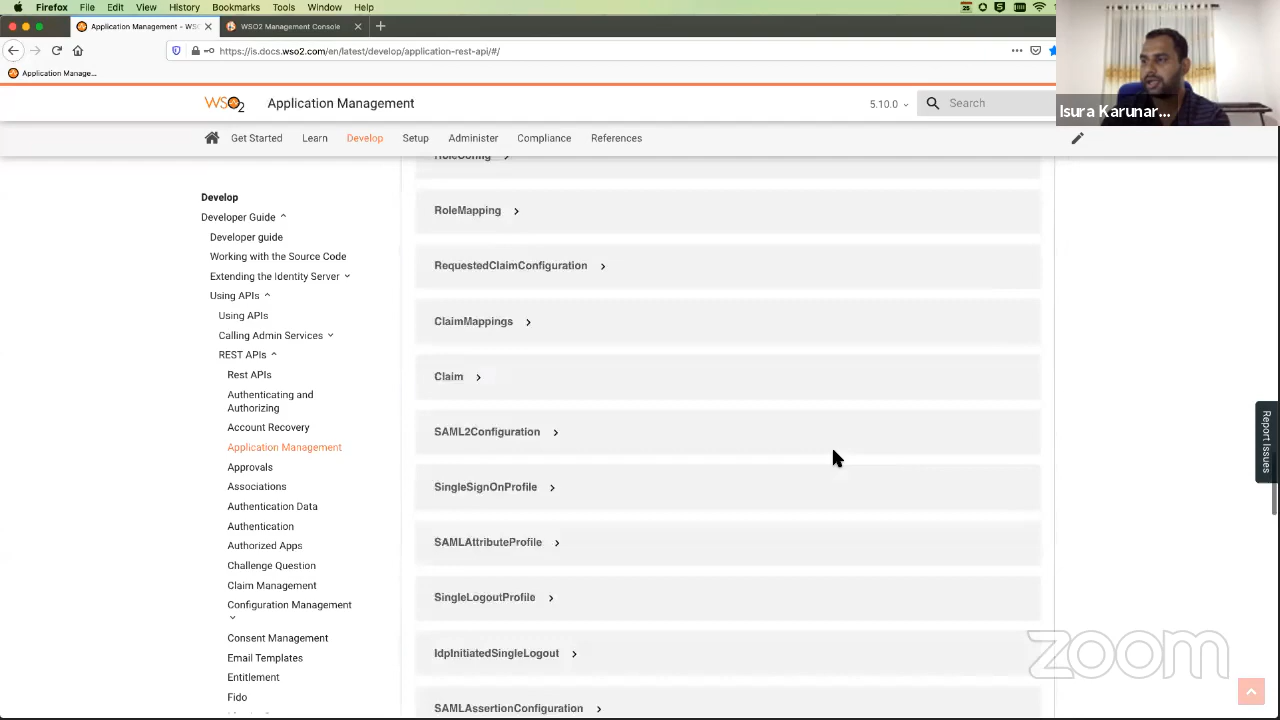 Firefox File Edit View History Bookmarks Tools Window Help
Application Management - WSO
WSO2 Management Console
https://is.docs.wso2.com/en/latest/develop/application-rest-api/#/
Application Manage...
WSO2 Application Management
5.10.0
Search
Isura Karunar...
Get Started Learn Develop Setup Administer Compliance References
Develop
Developer Guide
Developer guide
Working with the Source Code
Extending the Identity Server
Using APIs
Using APIs
Calling Admin Services
REST APIs
Rest APIs
Authenticating and
Authorizing
Account Recovery
Application Management
Approvals
Associations
Authentication Data
Authentication
Authorized Apps
Challenge Question
Claim Management
Configuration Management
Consent Management
Email Templates
Entitlement
Fido
RoleConfig
RoleMapping
RequestedClaimConfiguration
ClaimMappings
Claim
SAML2Configuration
SingleSignOnProfile
SAMLAttributeProfile
SingleLogoutProfile
IdpInitiatedSingleLogout
SAMLAssertionConfiguration
Report Issues
zoom